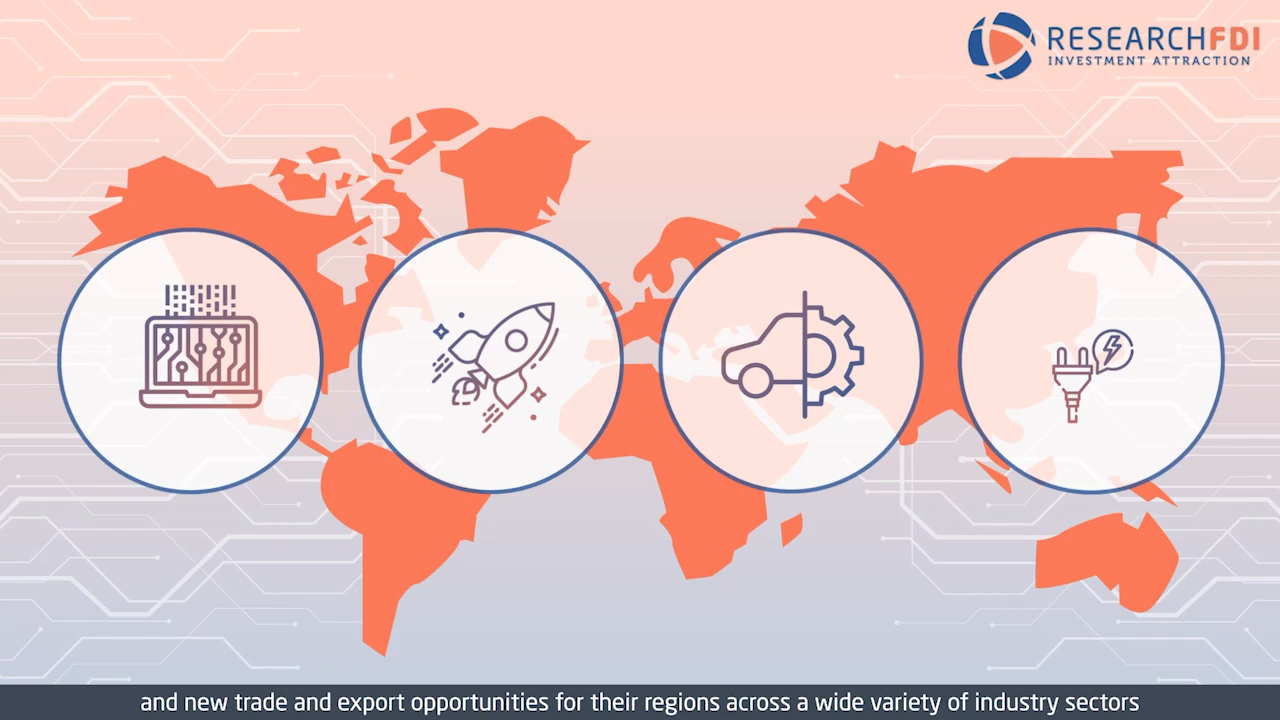 RESEARCHFDI
INVESTMENT ATTRACTION
and new trade and export opportunities for their regions across a wide variety of industry sectors